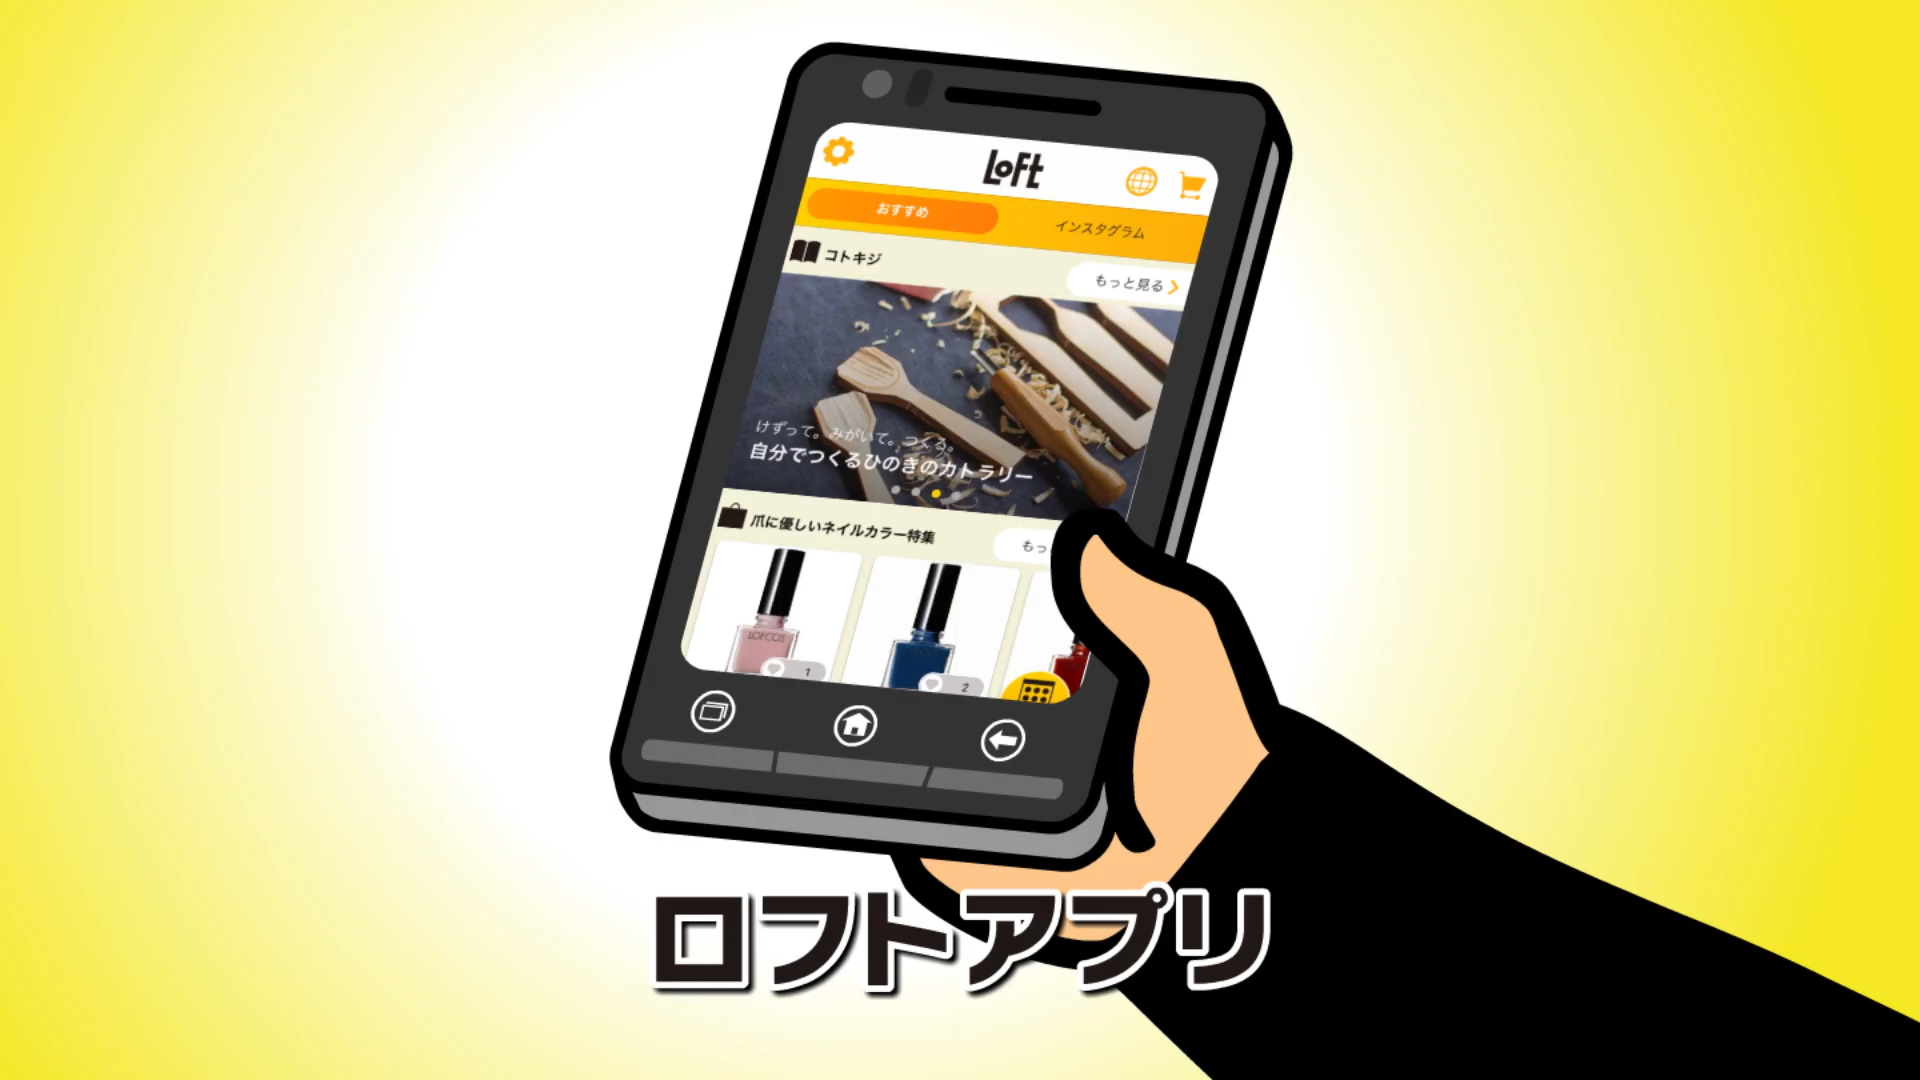 LOFT
おすすめ
インスタグラム
コトキジ
もっと見る
けずって。みがいて。つくる。
自分でつくるひのきのカトラリー
爪に優しいネイルカラー特集
もっ
LOFCOS
1
2
ロフトアプリ